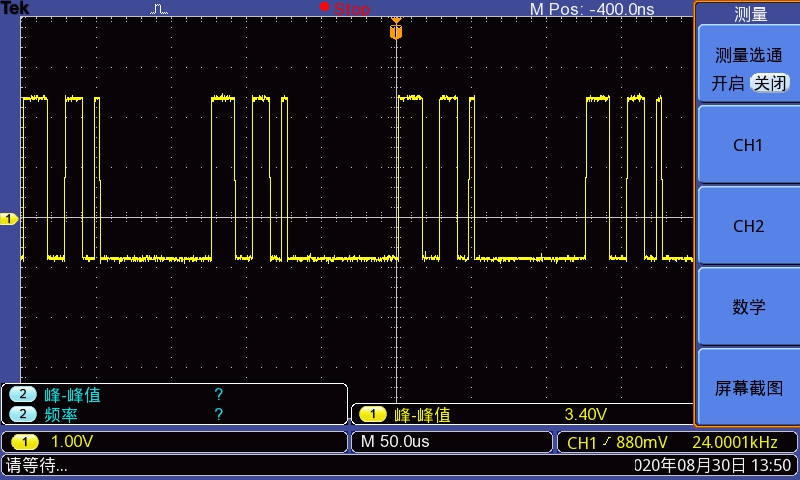 Tek Stop M Pos: -400.0ns
测量
测量选通
开启 关闭
CH1
CH2
数学
屏幕截图
T
1
2 峰-峰值 ?
2 频率 ?
1 峰-峰值 3.40V
1 1.00V M 50.0us CH1 880mV 24.0001kHz
请等待... 020年08月30日 13:50